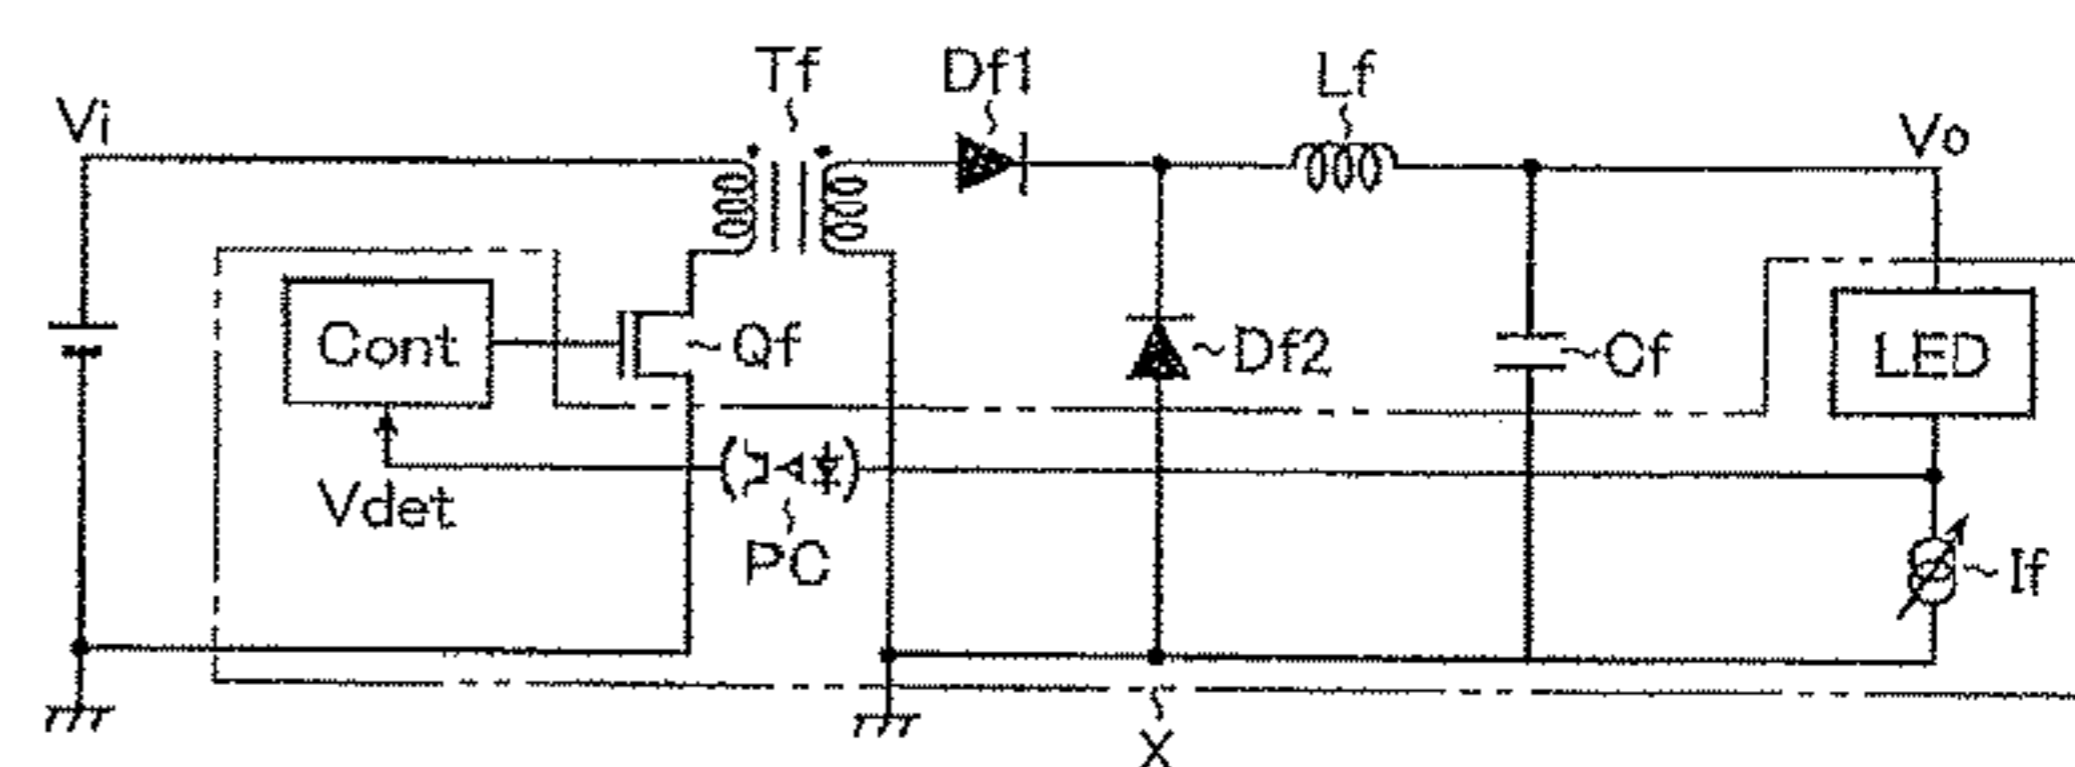 Tf
Df1
Lf
Vi
Vo
Cont
Qf
Df2
Cf
LED
Vdet
PC
If
X